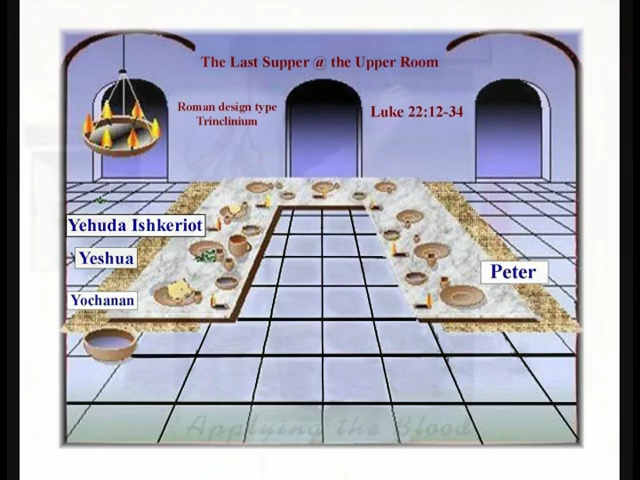 The Last Supper @ the Upper Room
Roman design type
Trinclinium
Luke 22:12-34
Yehuda Ishkeriot
Yeshua
Peter
Yochanan
Applying the Blood